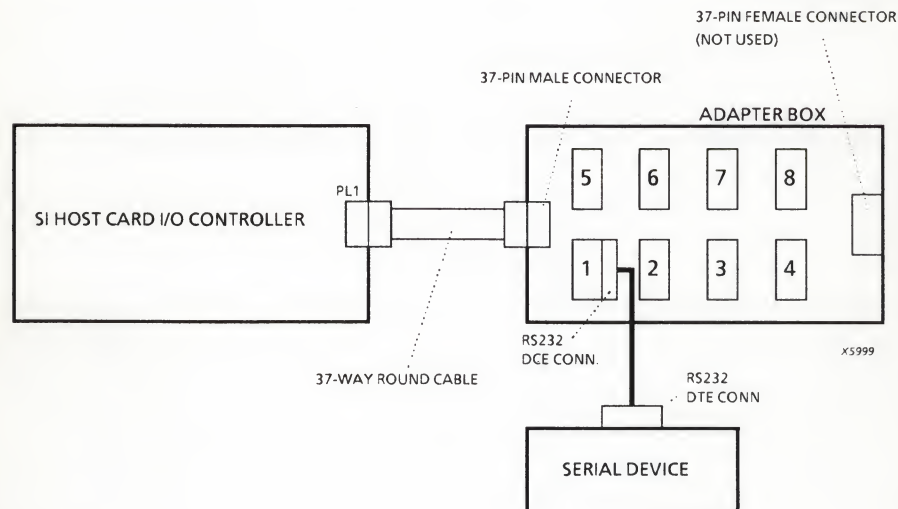 37-PIN FEMALE CONNECTOR
(NOT USED)
37-PIN MALE CONNECTOR
ADAPTER BOX
5
6
7
8
PL1
SI HOST CARD I/O CONTROLLER
1
2
3
4
RS232
DCE CONN.
X5999
37-WAY ROUND CABLE
RS232
DTE CONN
SERIAL DEVICE